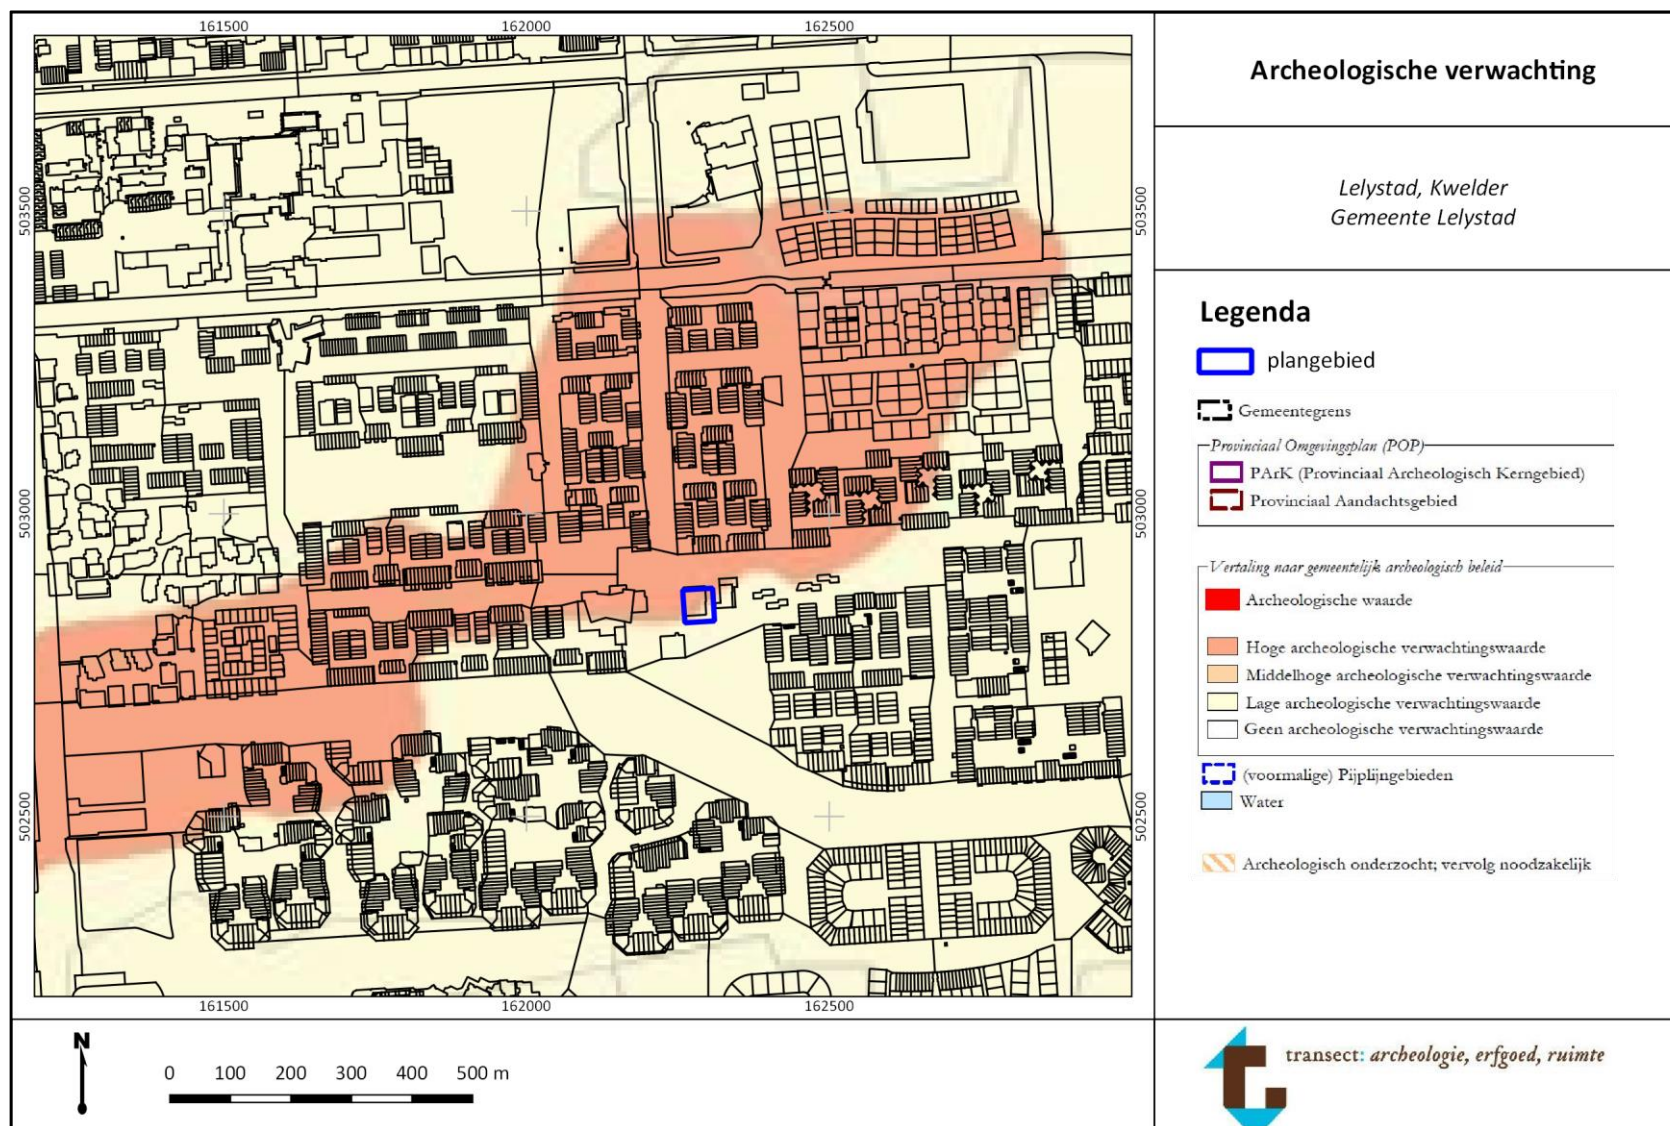 161500 162000 162500
503500 503500
503000 503000
502500 502500
161500 162000 162500
Archeologische verwachting
Lelystad, Kwelder
Gemeente Lelystad
Legenda
plangebied
Gemeentegrens
Provinciaal Omgevingsplan (POP)
PArK (Provinciaal Archeologisch Kerngebied)
Provinciaal Aandachtsgebied
Vertaling naar gemeentelijk archeologisch beleid
Archeologische waarde
Hoge archeologische verwachtingswaarde
Middelhoge archeologische verwachtingswaarde
Lage archeologische verwachtingswaarde
Geen archeologische verwachtingswaarde
(voormalige) Pijplijngebieden
Water
Archeologisch onderzocht; vervolg noodzakelijk
N
0 100 200 300 400 500 m
transect: archeologie, erfgoed, ruimte